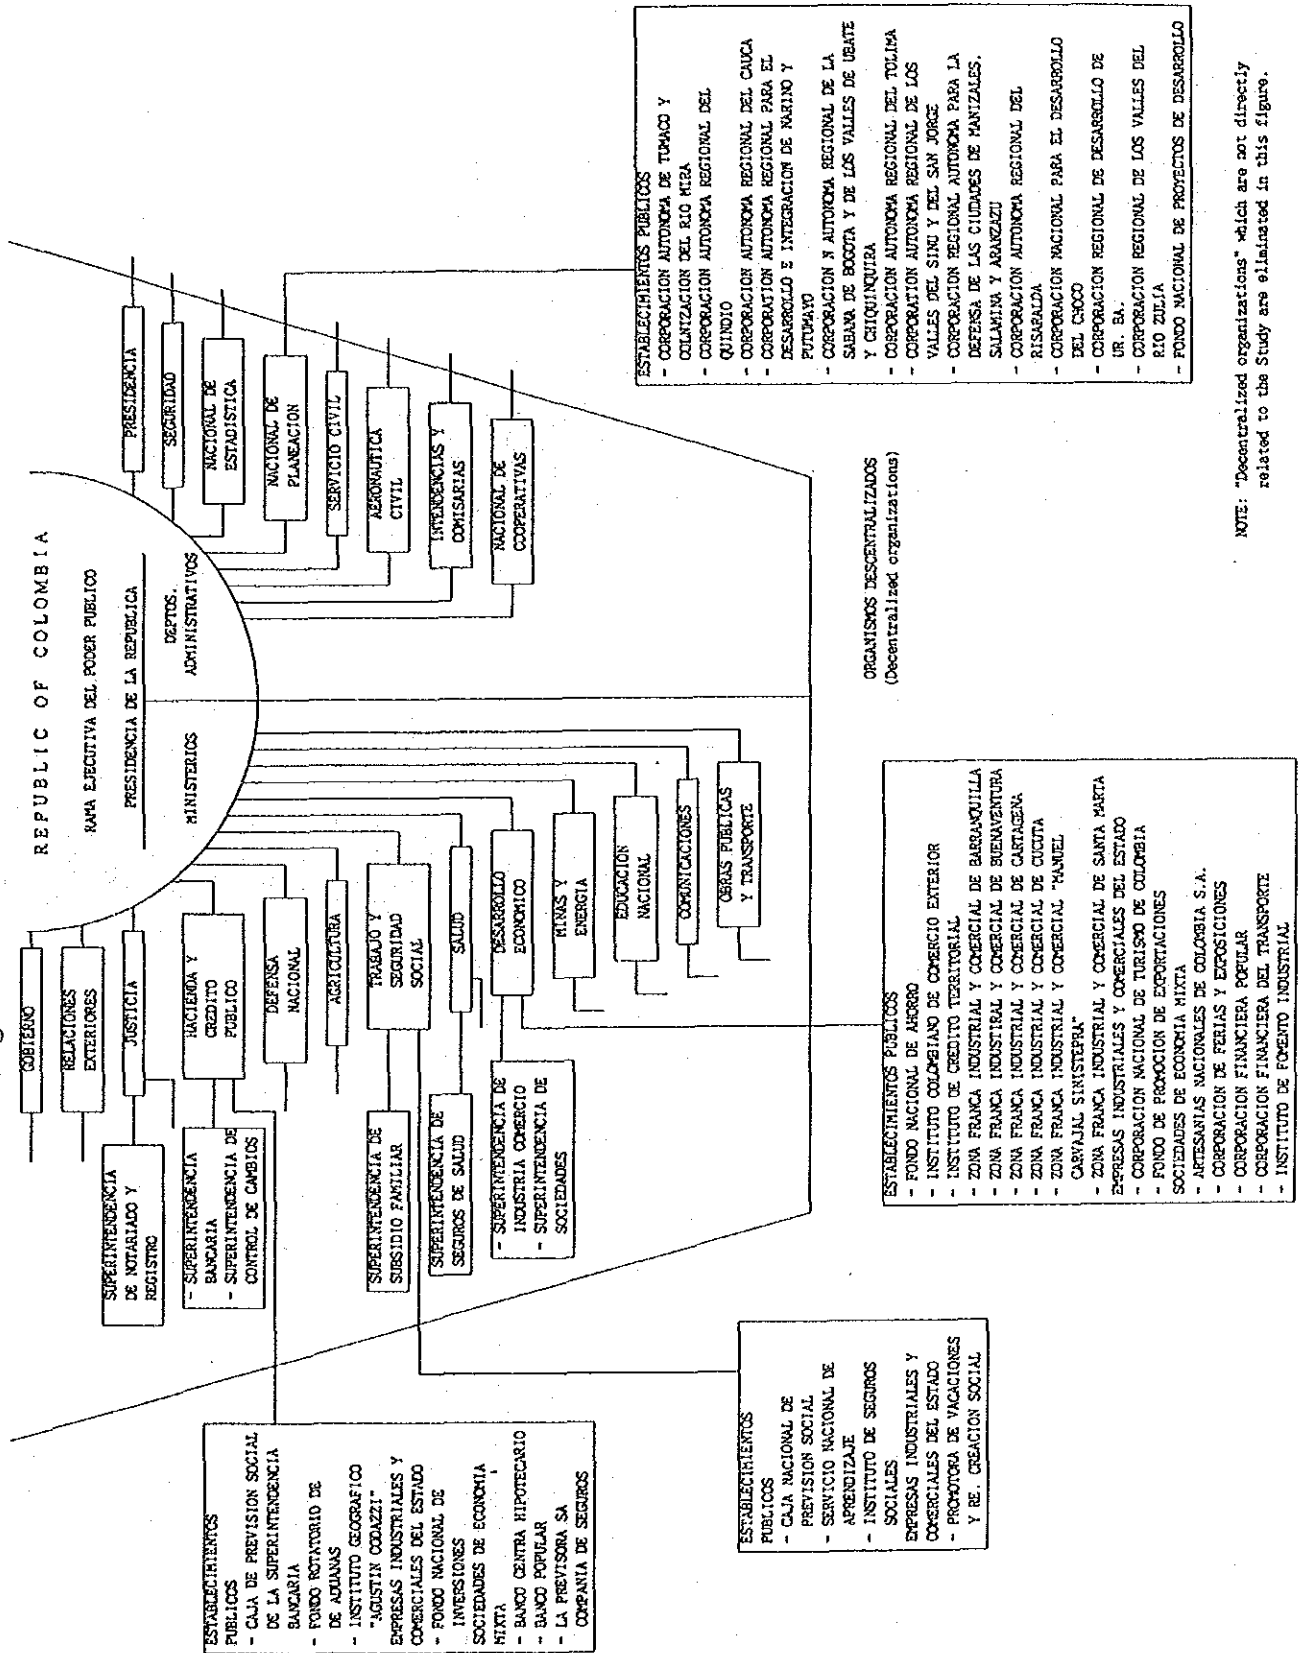 REPUBLIC OF COLOMBIA
RAMA EJECUTIVA DEL PODER PUBLICO
PRESIDENCIA DE LA REPUBLICA
MINISTERIOS
DEPTOS.
ADMINISTRATIVOS
GOBIERNO
RELACIONES
EXTERIORES
JUSTICIA
HACIENDA Y
CREDITO
PUBLICO
DEFENSA
NACIONAL
AGRICULTURA
TRABAJO Y
SEGURIDAD
SOCIAL
SALUD
DESARROLLO
ECONOMICO
MINAS Y
ENERGIA
EDUCACION
NACIONAL
COMUNICACIONES
OBRAS PUBLICAS
Y TRANSPORTE
PRESIDENCIA
SEGURIDAD
NACIONAL DE
ESTADISTICA
NACIONAL DE
PLANEACION
SERVICIO CIVIL
AERONAUTICA
CIVIL
INTENDENCIAS Y
COMISARIAS
NACIONAL DE
COOPERATIVAS
SUPERINTENDENCIA
DE NOTARIADO Y
REGISTRO
- SUPERINTENDENCIA
BANCARIA
- SUPERINTENDENCIA DE
CONTROL DE CAMBIOS
SUPERINTENDENCIA DE
SUBSIDIO FAMILIAR
SUPERINTENDENCIA DE
SEGUROS DE SALUD
- SUPERINTENDENCIA DE
INDUSTRIA COMERCIO
- SUPERINTENDENCIA DE
SOCIEDADES
ESTABLECIMIENTOS
PUBLICOS
- CAJA DE PREVISION SOCIAL
DE LA SUPERINTENDENCIA
BANCARIA
- FONDO ROTATORIO DE
DE ADUANAS
- INSTITUTO GEOGRAFICO
"AGUSTIN CODAZZI"
EMPRESAS INDUSTRIALES Y
COMERCIALES DEL ESTADO
- FONDO NACIONAL DE
INVERSIONES
SOCIEDADES DE ECONOMIA
MIXTA
- BANCO CENTRA HIPOTECARIO
- BANCO POPULAR
- LA PREVISORA SA
COMPANIA DE SEGUROS
ESTABLECIMIENTOS
PUBLICOS
- CAJA NACIONAL DE
PREVISION SOCIAL
- SERVICIO NACIONAL DE
APRENDIZAJE
- INSTITUTO DE SEGUROS
SOCIALES
EMPRESAS INDUSTRIALES Y
COMERCIALES DEL ESTADO
- PROMOTORA DE VACACIONES
Y RE. CREACION SOCIAL
ESTABLECIMIENTOS PUBLICOS
- FONDO NACIONAL DE AHORRO
- INSTITUTO COLOMBIANO DE COMERCIO EXTERIOR
- INSTITUTO DE CREDITO TERRITORIAL
- ZONA FRANCA INDUSTRIAL Y COMERCIAL DE BARRANQUILLA
- ZONA FRANCA INDUSTIRAL Y COMERCIAL DE BUENAVENTURA
- ZONA FRANCA INDUSTRIAL Y COMERCIAL DE CARTAGENA
- ZONA FRANCA INDUSTRIAL Y COMERCIAL DE CUCUTA
- ZONA FRANCA INDUSTRIAL Y COMERCIAL "MANUEL
CARVAJAL SINISTEPRA"
- ZONA FRANCA INDUSTRIAL Y COMERCIAL DE SANTA MARTA
EMPRESAS INDUSTRIALES Y COMERCIALES DEL ESTADO
- CORPORACION NACIONAL DE TURISMO DE COLOMBIA
- FONDO DE PROMOCION DE EXPORTACIONES
SOCIEDADES DE ECONOMIA MIXTA
- ARTESANIAS NACIONALES DE COLOMBIA S.A.
- CORPORACION DE FERIAS Y EXPOSICIONES
- CORPORACION FINANCIERA POPULAR
- CORPORACION FINANCIERA DEL TRANSPORTE
- INSTITUTO DE FOMENTO INDUSTRIAL
ORGANISMOS DESCENTRALIZADOS
(Decentralized organizations)
ESTABLECIMIENTOS PUBLICOS
- CORPORACION AUTONOMA DE TUMACO Y
COLNIZACION DEL RIO MIRA
- CORPORACION AUTONOMA REGIONAL DEL
QUINDIO
- CORPORACION AUTONOMA REGIONAL DEL CAUCA
- CORPORATION AUTONOMA REGIONAL PARA EL
DESARROLLO E INTEGRACION DE NARINO Y
PUTUMAYO
- CORPORACION N AUTONOMA REGIONAL DE LA
SABANA DE BOGOTA Y DE LOS VALLES DE UBATE
Y CHIQUINQUIRA
- CORPORACION AUTONOMA REGIONAL DEL TOLIMA
- CORPORATION AUTONOMA REGIONAL DE LOS
VALLES DEL SINU Y DEL SAN JORGE
- CORPORACION REGIONAL AUTONOMA PARA LA
DEFENSA DE LAS CIUDADES DE MANIZALES,
SALAMINA Y ARANZAZU
- CORPORACION AUTONOMA REGIONAL DEL
RISARALDA
- CORPORACION NACIONAL PARA EL DESARROLLO
DEL CHOCO
- CORPORACION REGIONAL DE DESARROLLO DE
UR. BA.
- CORPORACION REGIONAL DE LOS VALLES DEL
RIO ZULIA
- FONDO NACIONAL DE PROYECTOS DE DESARROLLO
NOTE: "Decentralized organizations" which are not directly
related to the Study are eliminated in this figure.